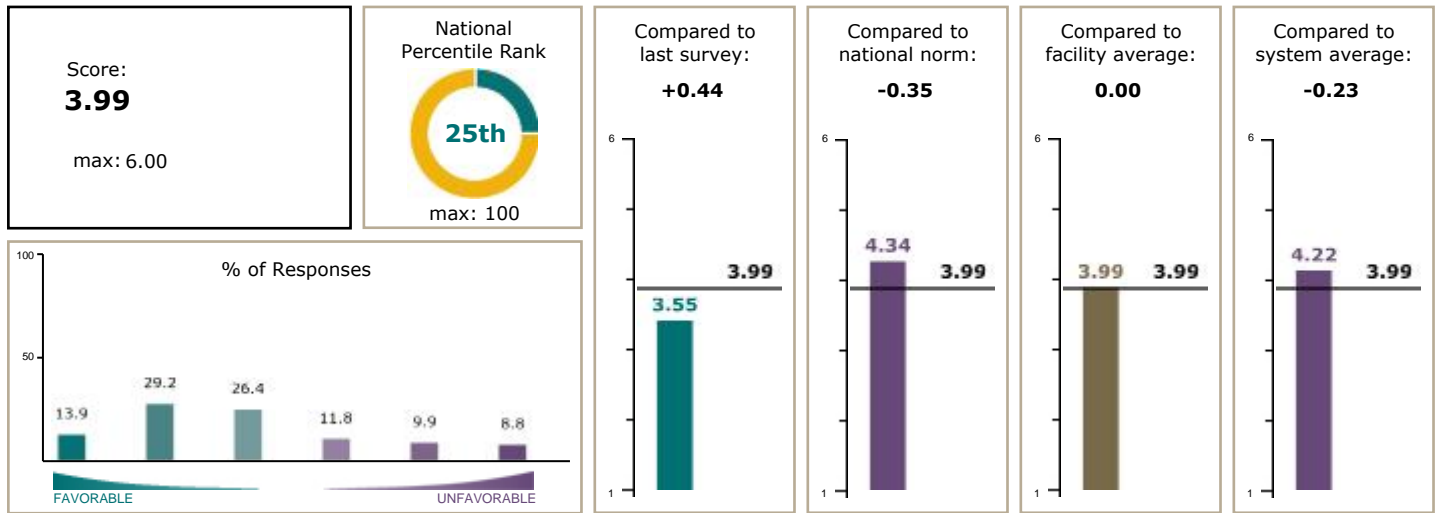 Score:
3.99
max: 6.00
National
Percentile Rank
25th
max: 100
% of Responses
100
50
13.9
29.2
26.4
11.8
9.9
8.8
FAVORABLE
UNFAVORABLE
Compared to
last survey:
+0.44
6
3.99
3.55
1
Compared to
national norm:
-0.35
6
4.34
3.99
1
Compared to
facility average:
0.00
6
3.99 3.99
1
Compared to
system average:
-0.23
6
4.22
3.99
1